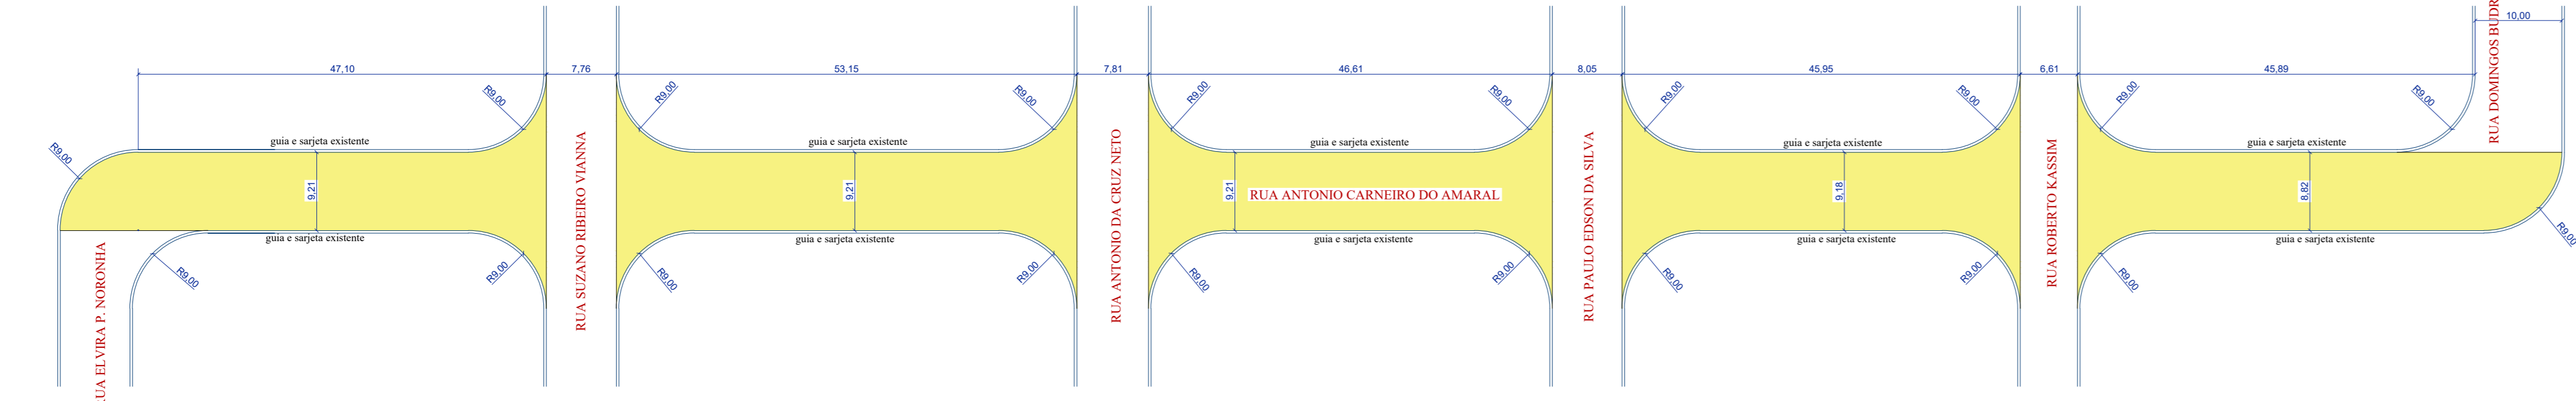 10,00
47,10
7,76
53,15
7,81
46,61
8,05
45,95
6,61
45,89
R9,00
R9,00
R9,00
R9,00
R9,00
R9,00
R9,00
R9,00
R9,00
R9,00
R9,00
guia e sarjeta existente
guia e sarjeta existente
guia e sarjeta existente
guia e sarjeta existente
guia e sarjeta existente
9,21
9,21
9,21
RUA ANTONIO CARNEIRO DO AMARAL
9,18
8,82
guia e sarjeta existente
guia e sarjeta existente
guia e sarjeta existente
guia e sarjeta existente
guia e sarjeta existente
R9,00
R9,00
R9,00
R9,00
R9,00
R9,00
R9,00
R9,00
R9,00
R9,00
R9,00
RUA ELVIRA P. NORONHA
RUA SUZANO RIBEIRO VIANNA
RUA ANTONIO DA CRUZ NETO
RUA PAULO EDSON DA SILVA
RUA ROBERTO KASSIM
RUA DOMINGOS BUDR